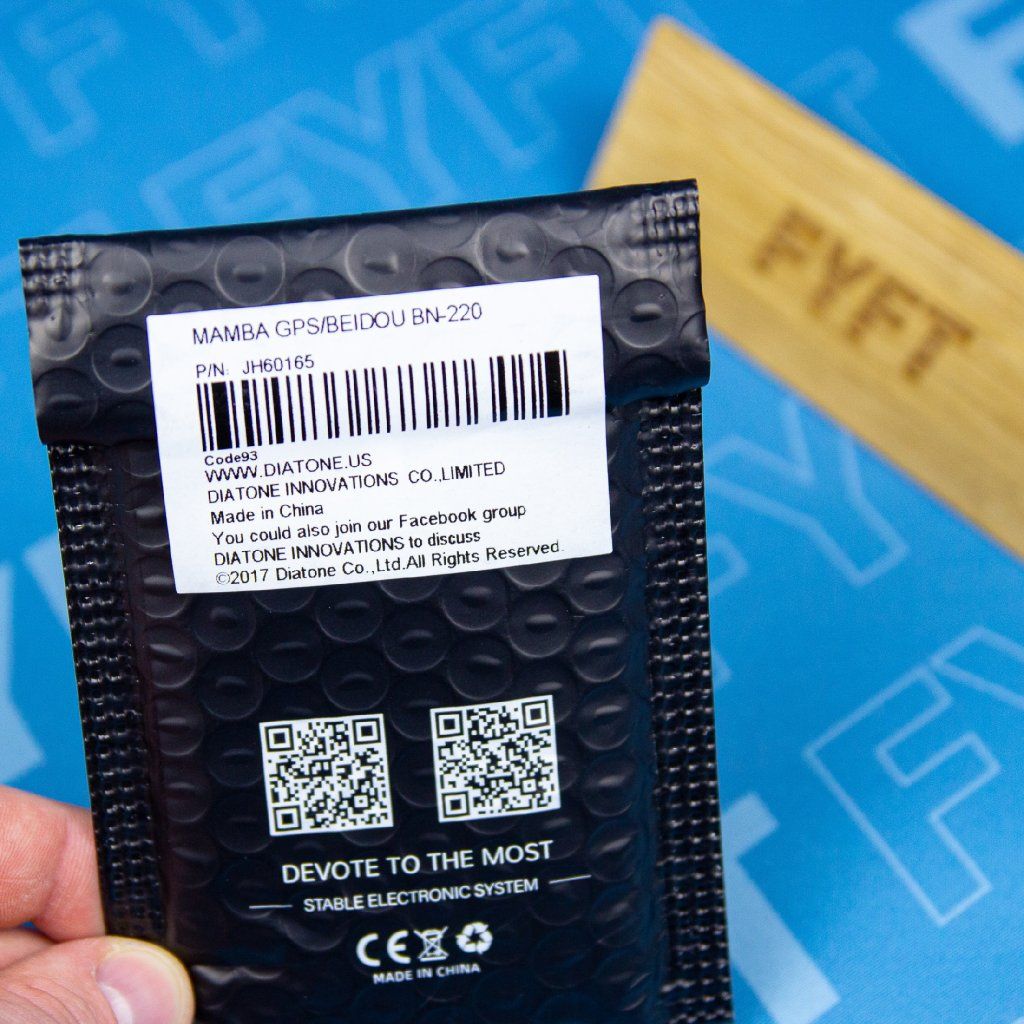 FYFT
MAMBA GPS/BEIDOU BN-220
P/N: JH60165
Code93
WWW.DIATONE.US
DIATONE INNOVATIONS CO.,LIMITED
Made in China
You could also join our Facebook group
DIATONE INNOVATIONS to discuss
©2017 Diatone Co.,Ltd.All Rights Reserved.
DEVOTE TO THE MOST
STABLE ELECTRONIC SYSTEM
CE
MADE IN CHINA